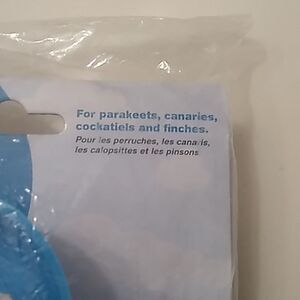 For parakeets, canaries,
cockatiels and finches.
Pour les perruches, les canaris,
les calopsittes et les pinsons